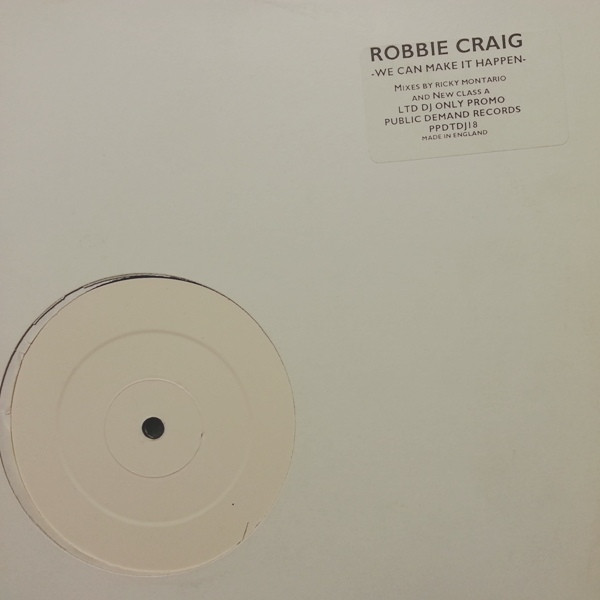 ROBBIE CRAIG
-WE CAN MAKE IT HAPPEN-
MIXES BY RICKY MONTARIO
AND NEW CLASS A
LTD DJ ONLY PROMO
PUBLIC DEMAND RECORDS
PPDTDJ18
MADE IN ENGLAND